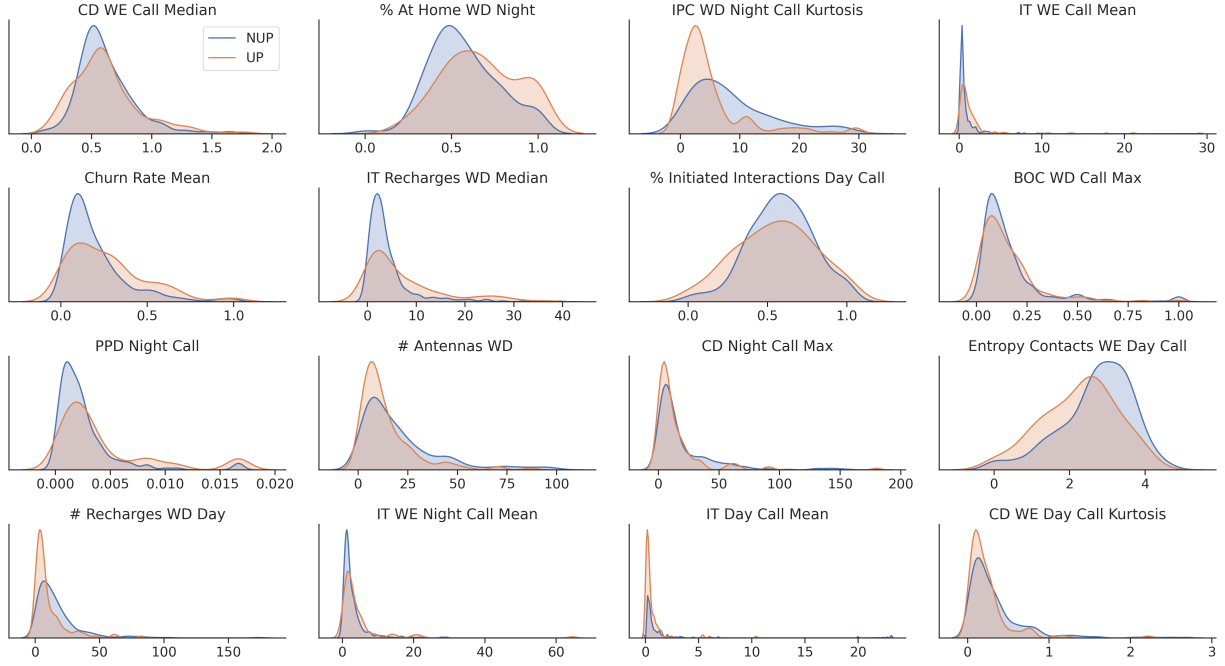 CD WE Call Median
% At Home WD Night
IPC WD Night Call Kurtosis
IT WE Call Mean
NUP
UP
0.0 0.5 1.0 1.5 2.0
0.0 0.5 1.0
0 10 20 30
0 10 20 30
Churn Rate Mean
IT Recharges WD Median
% Initiated Interactions Day Call
BOC WD Call Max
0.0 0.5 1.0
0 10 20 30 40
0.0 0.5 1.0
0.00 0.25 0.50 0.75 1.00
PPD Night Call
# Antennas WD
CD Night Call Max
Entropy Contacts WE Day Call
0.000 0.005 0.010 0.015 0.020
0 25 50 75 100
0 50 100 150 200
0 2 4
# Recharges WD Day
IT WE Night Call Mean
IT Day Call Mean
CD WE Day Call Kurtosis
0 50 100 150
0 20 40 60
0 5 10 15 20
0 1 2 3